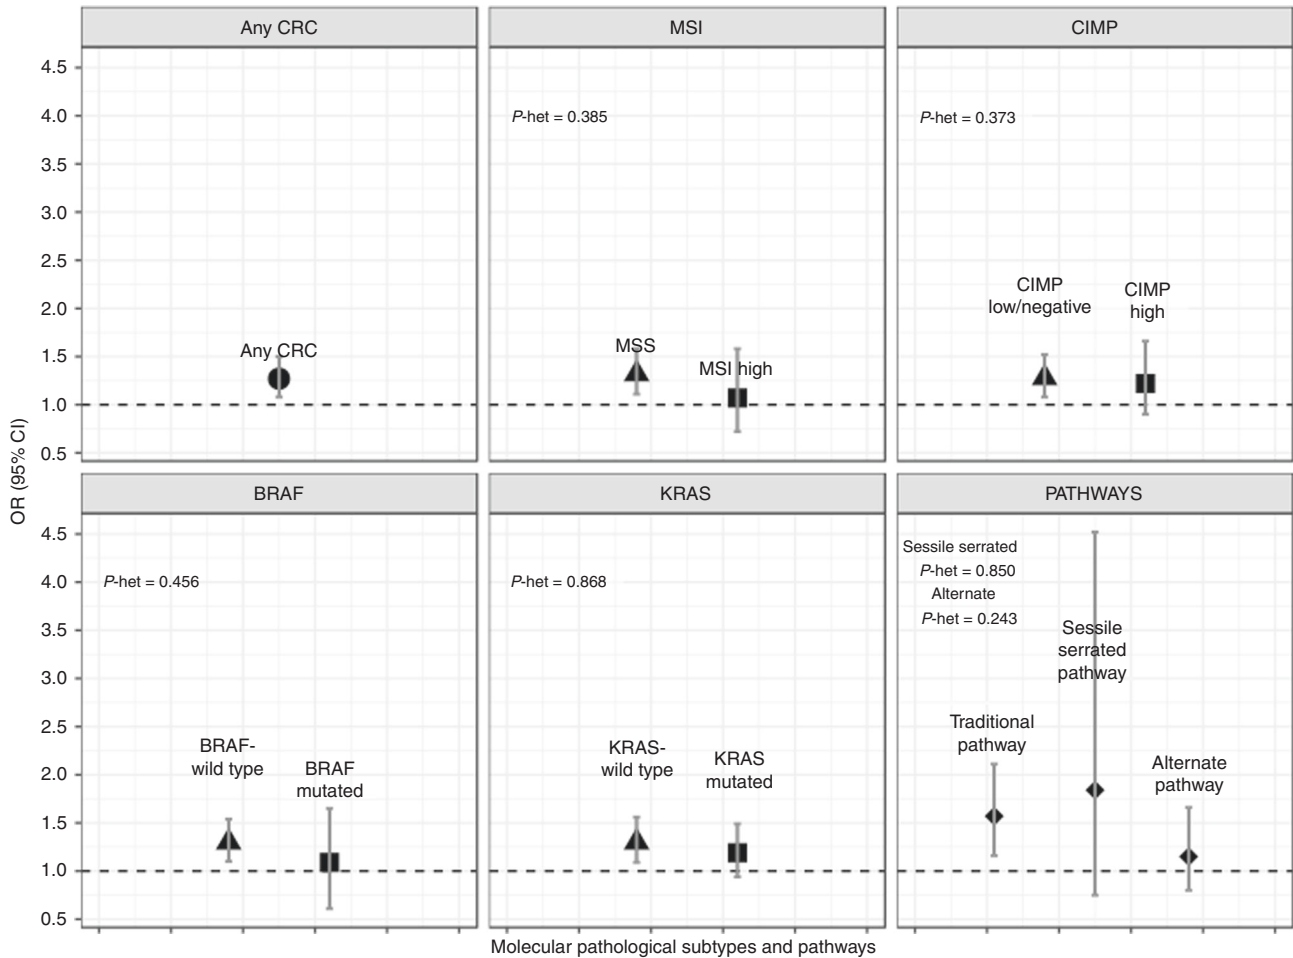 Any CRC
MSI
CIMP
4.5
4.0
3.5
3.0
2.5
2.0
1.5
1.0
0.5
Any CRC
P-het = 0.385
MSS
MSI high
P-het = 0.373
CIMP
low/negative
CIMP
high
OR (95% CI)
BRAF
KRAS
PATHWAYS
4.5
4.0
3.5
3.0
2.5
2.0
1.5
1.0
0.5
P-het = 0.456
BRAF-
wild type
BRAF
mutated
P-het = 0.868
KRAS-
wild type
KRAS
mutated
Sessile serrated
P-het = 0.850
Alternate
P-het = 0.243
Traditional
pathway
Sessile
serrated
pathway
Alternate
pathway
Molecular pathological subtypes and pathways